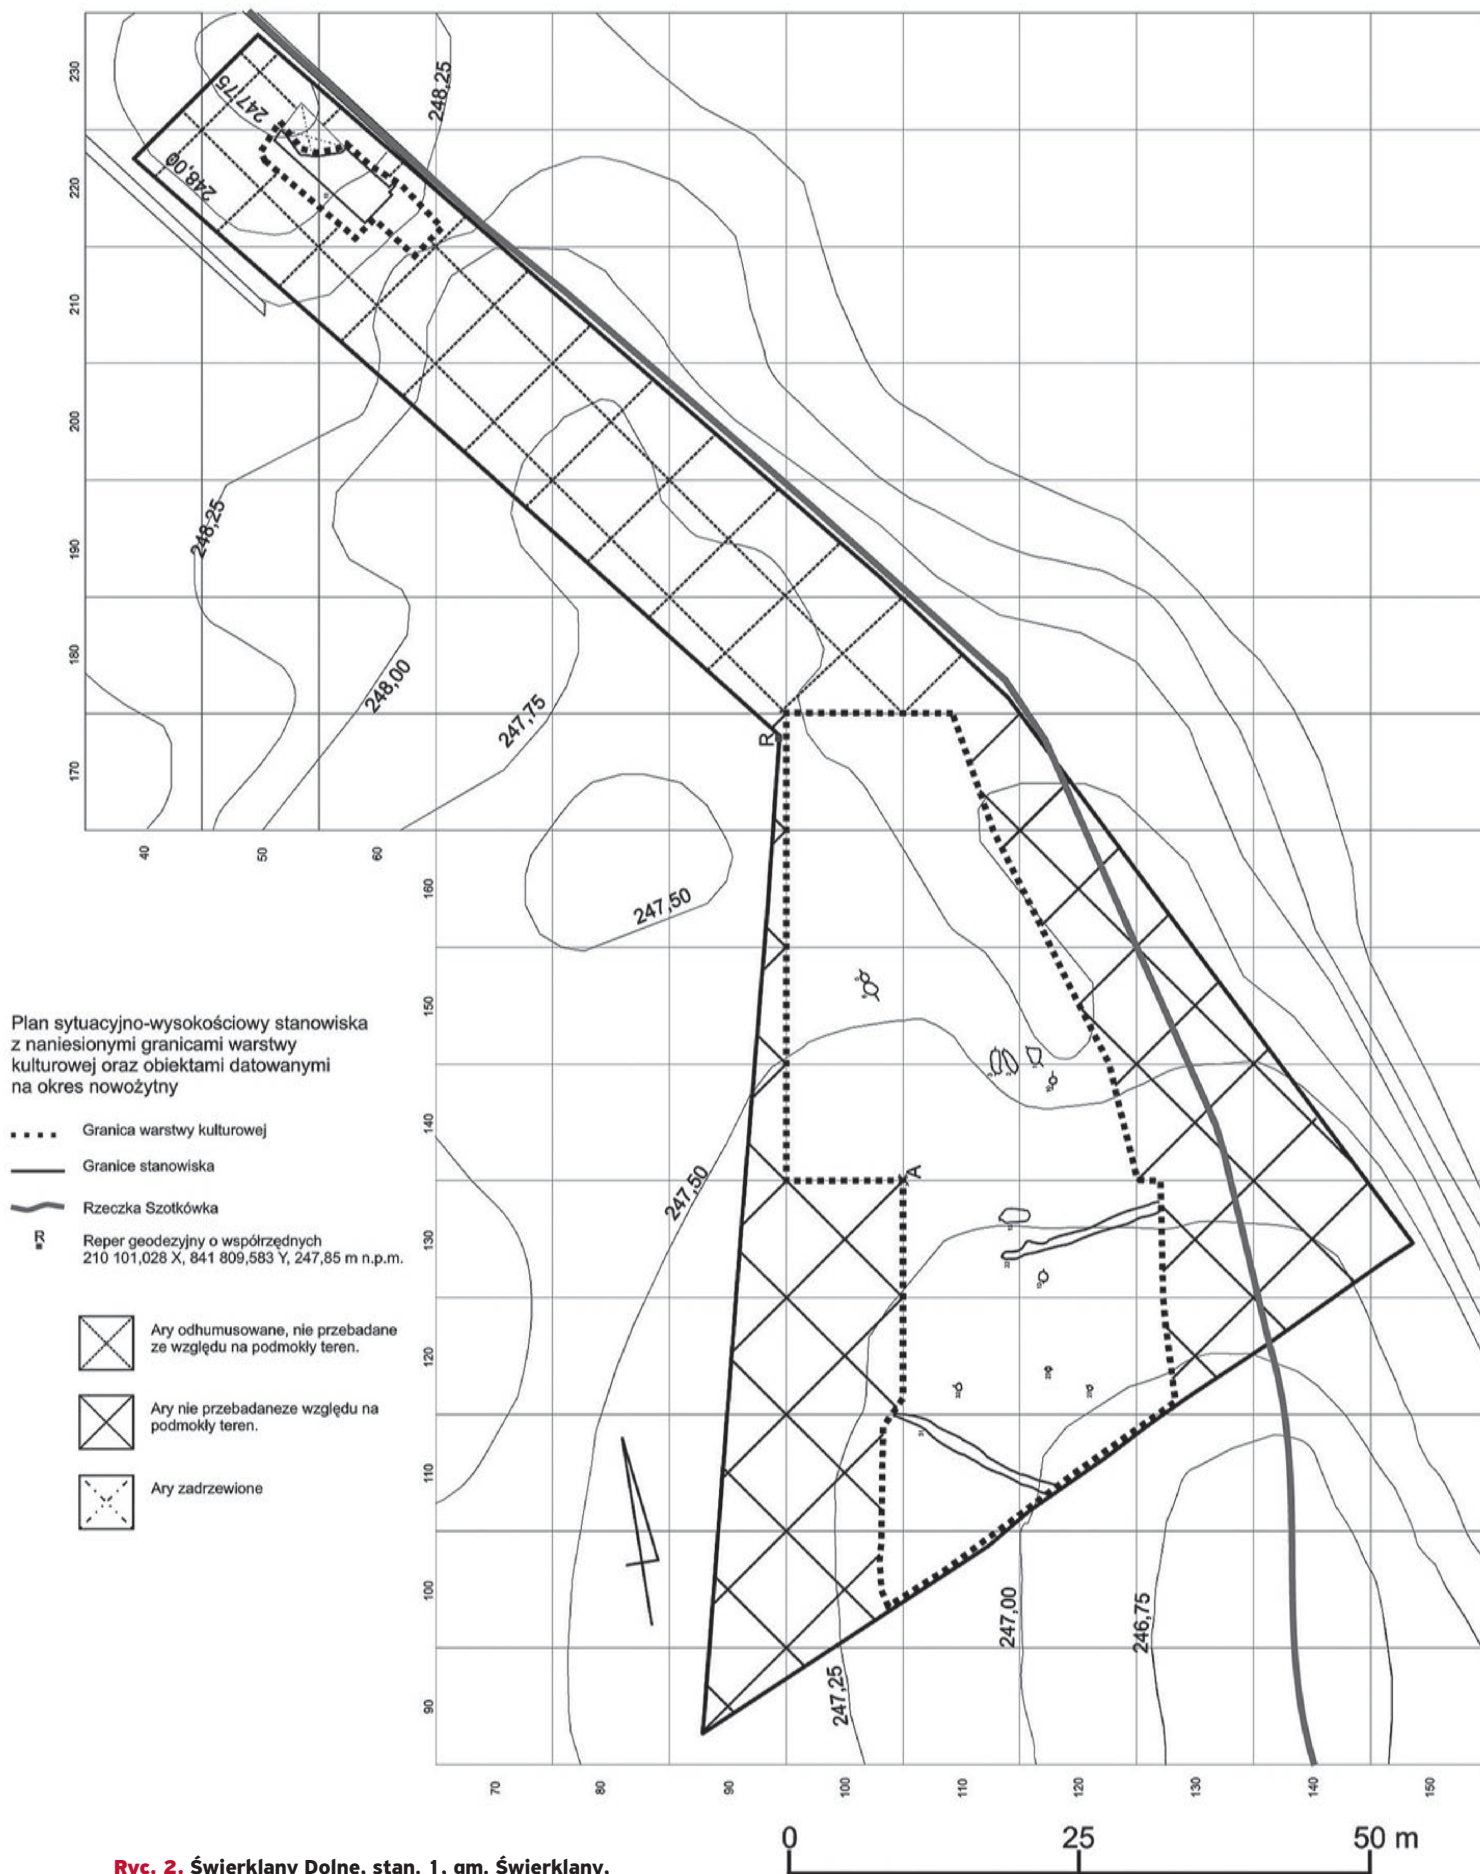 230
220
210
200
190
180
170
160
150
140
130
120
110
100
90
40
50
60
70
80
90
100
110
120
130
140
150
248,25
247,75
248,00
248,25
248,00
247,75
247,50
247,50
247,25
247,00
246,75
R
A
Plan sytuacyjno-wysokościowy stanowiska
z naniesionymi granicami warstwy
kulturowej oraz obiektami datowanymi
na okres nowożytny
Granica warstwy kulturowej
Granice stanowiska
Rzeczka Szotkówka
R
Reper geodezyjny o współrzędnych
210 101,028 X, 841 809,583 Y, 247,85 m n.p.m.
Ary odhumusowane, nie przebadane
ze względu na podmokły teren.
Ary nie przebadaneze względu na
podmokły teren.
Ary zadrzewione
0 25 50 m
Ryc. 2. Świerklany Dolne, stan. 1, gm. Świerklany.